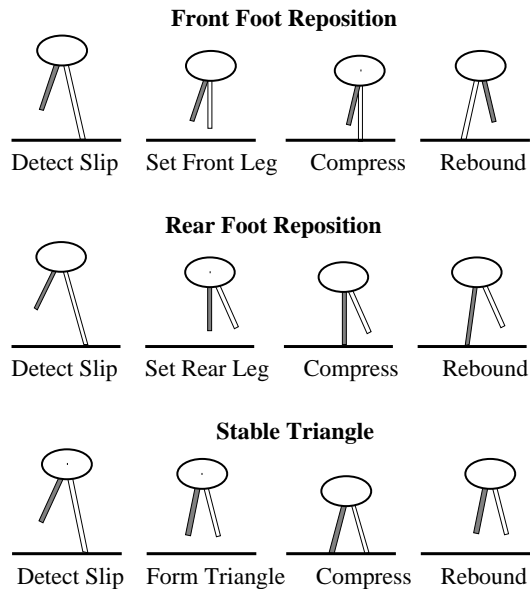 Front Foot Reposition
Detect Slip Set Front Leg Compress Rebound
Rear Foot Reposition
Detect Slip Set Rear Leg Compress Rebound
Stable Triangle
Detect Slip Form Triangle Compress Rebound